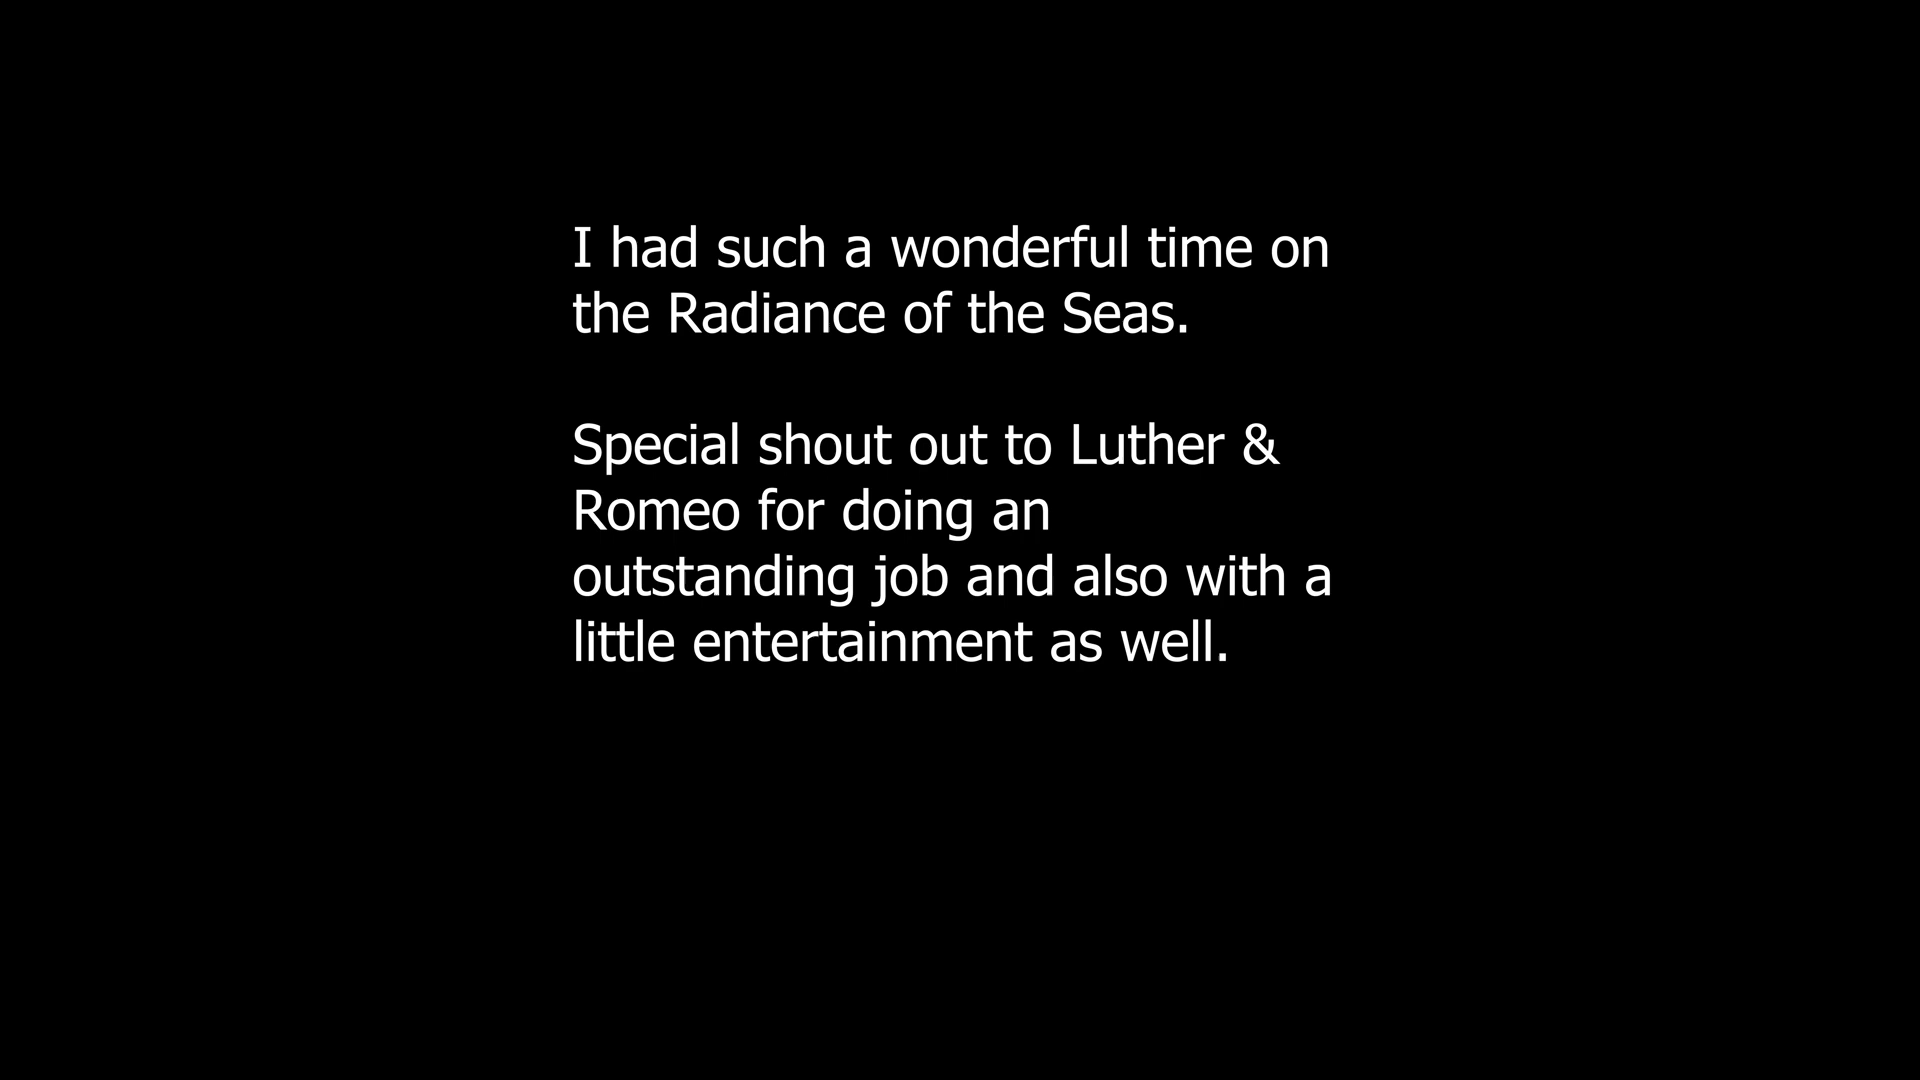 I had such a wonderful time on
the Radiance of the Seas.
Special shout out to Luther &
Romeo for doing an
outstanding job and also with a
little entertainment as well.